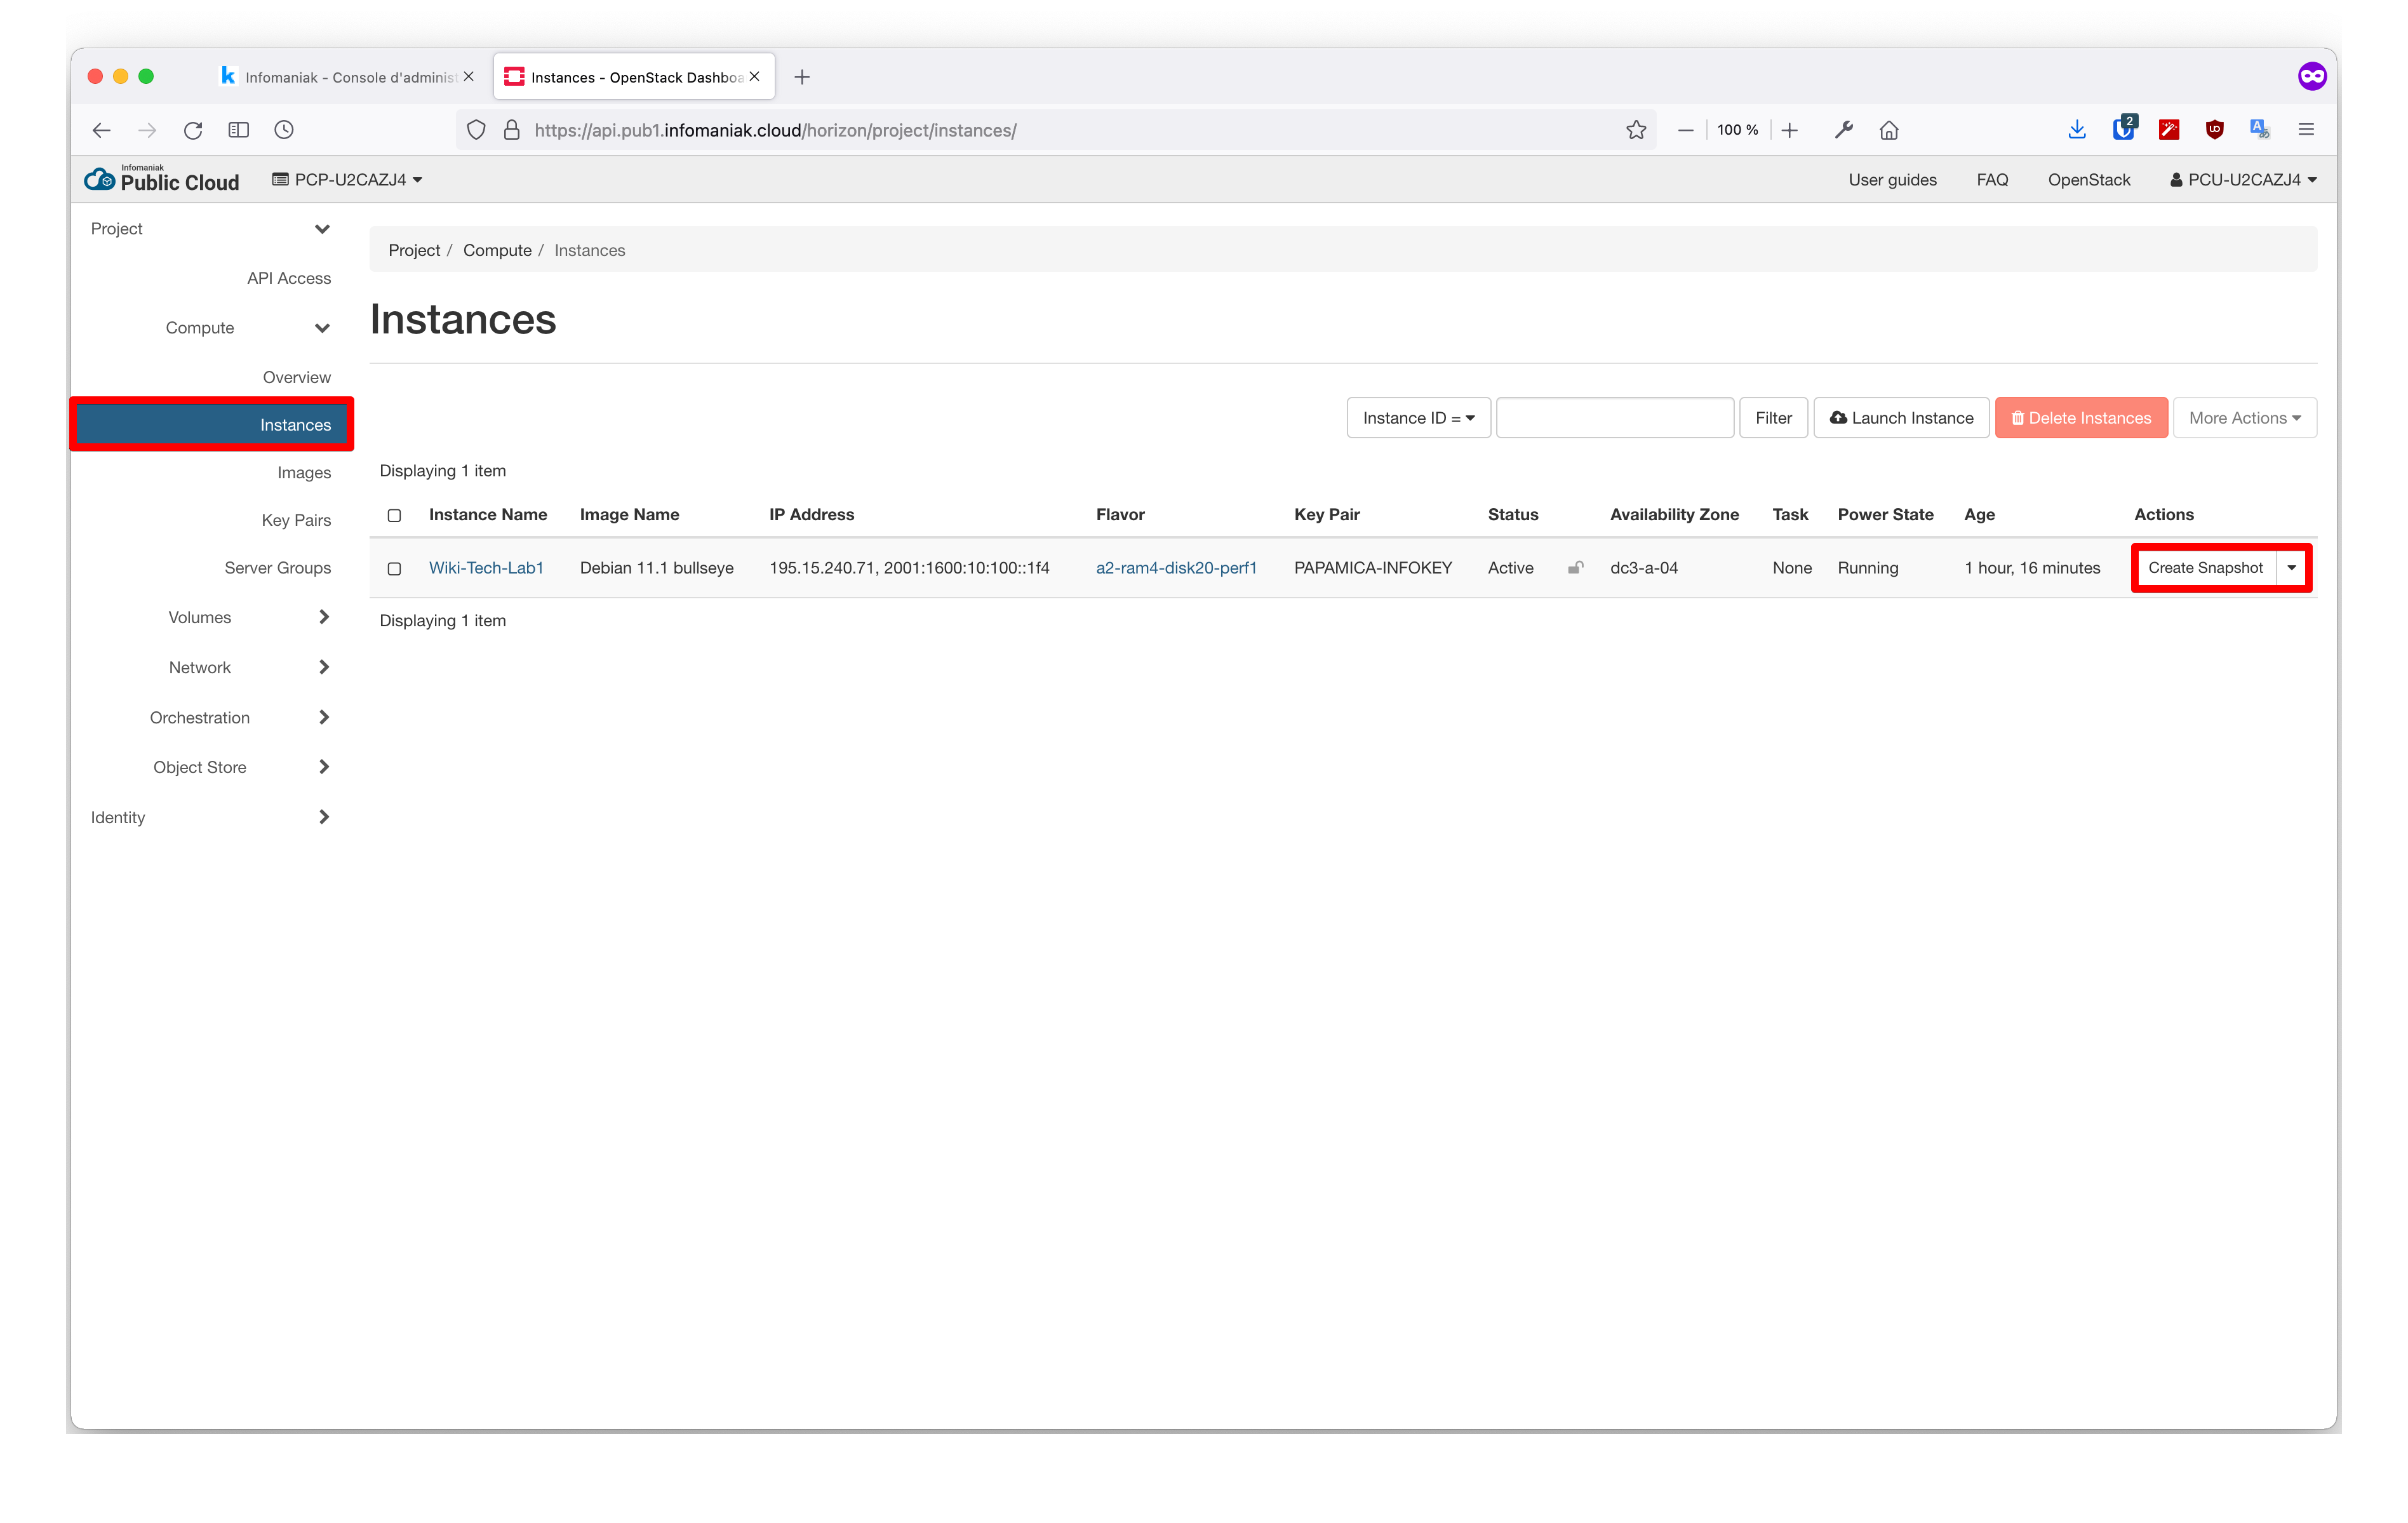 Infomaniak - Console d'adminis
Instances - OpenStack Dashboa
https://api.pub1.infomaniak.cloud/horizon/project/instances/
100 %
2
Infomaniak
Public Cloud
PCP-U2CAZJ4
User guides
FAQ
OpenStack
PCU-U2CAZJ4
Project
API Access
Compute
Overview
Instances
Images
Key Pairs
Server Groups
Volumes
Network
Orchestration
Object Store
Identity
Project / Compute / Instances
Instances
Instance ID =
Filter
Launch Instance
Delete Instances
More Actions
Displaying 1 item
Instance Name Image Name IP Address Flavor Key Pair Status Availability Zone Task Power State Age Actions
Wiki-Tech-Lab1 Debian 11.1 bullseye 195.15.240.71, 2001:1600:10:100::1f4 a2-ram4-disk20-perf1 PAPAMICA-INFOKEY Active dc3-a-04 None Running 1 hour, 16 minutes Create Snapshot
Displaying 1 item